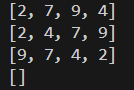 [2, 7, 9, 4]
[2, 4, 7, 9]
[9, 7, 4, 2]
[]